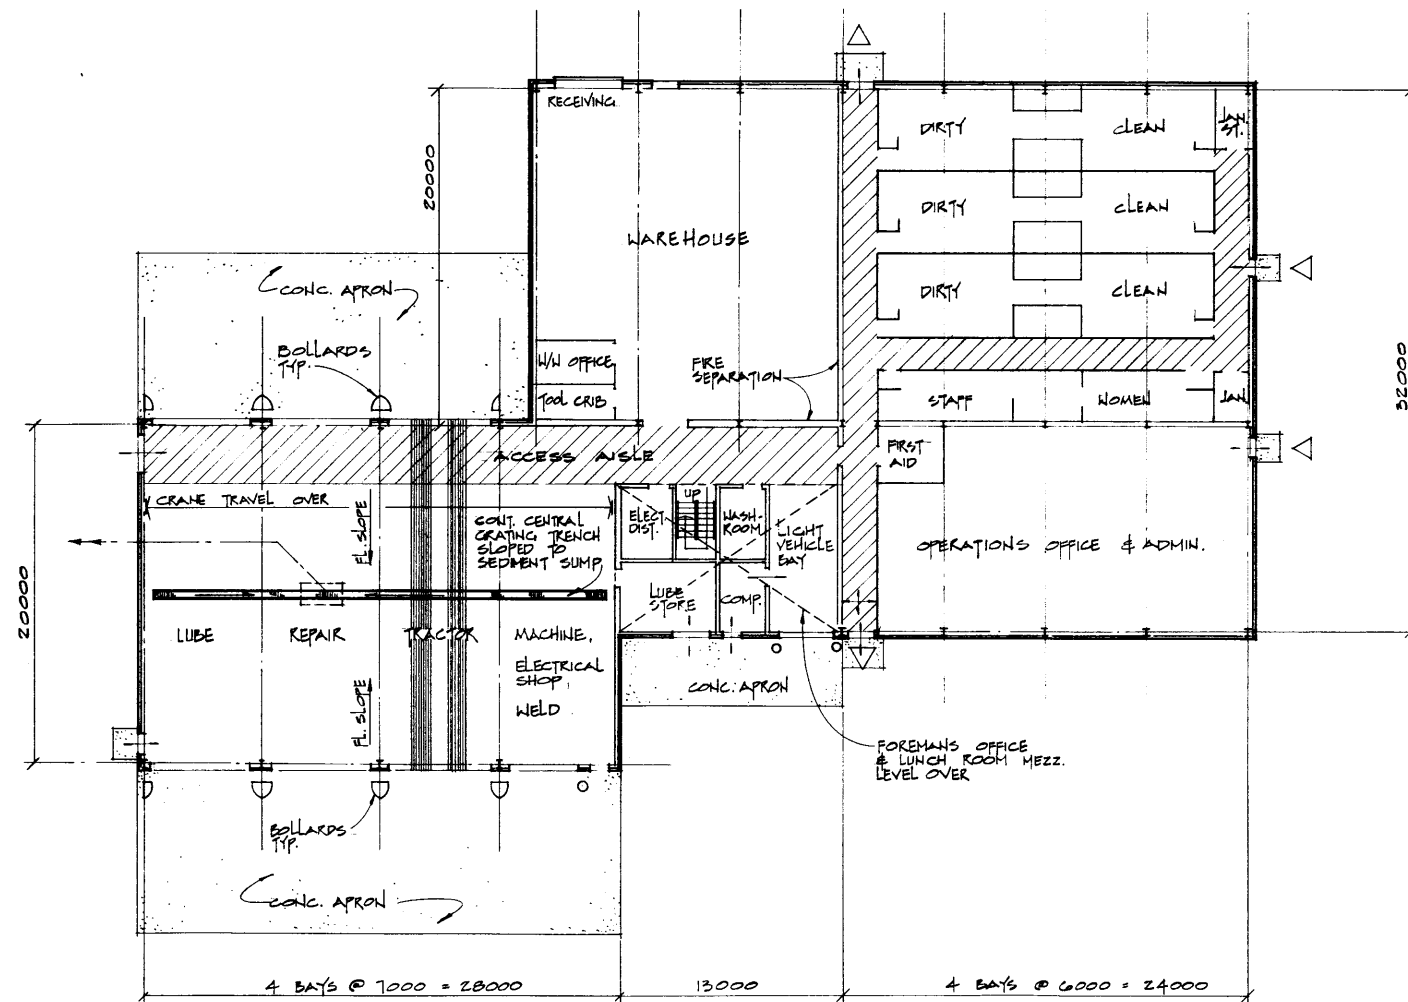 RECEIVING
DIRTY
CLEAN
JAN.
ST.
20000
DIRTY
CLEAN
WAREHOUSE
CONC. APRON
DIRTY
CLEAN
BOLLARDS
TYP.
W/H OFFICE
FIRE
SEPARATION
32000
TOOL CRIB
STAFF
WOMEN
JAN.
ACCESS AISLE
FIRST
AID
CRANE TRAVEL OVER
FL. SLOPE
CONT. CENTRAL
GRATING TRENCH
SLOPED TO
SEDIMENT SUMP
UP
ELECT.
DIST.
WASH-
ROOM
LIGHT
VEHICLE
BAY
OPERATIONS OFFICE & ADMIN.
20000
LUBE
STORE
COMP.
LUBE
REPAIR
TRACTOR
MACHINE,
ELECTRICAL
SHOP,
WELD
FL. SLOPE
CONC. APRON
FOREMANS OFFICE
& LUNCH ROOM MEZZ.
LEVEL OVER
BOLLARDS
TYP.
CONC. APRON
4 BAYS @ 7000 = 28000
13000
4 BAYS @ 6000 = 24000